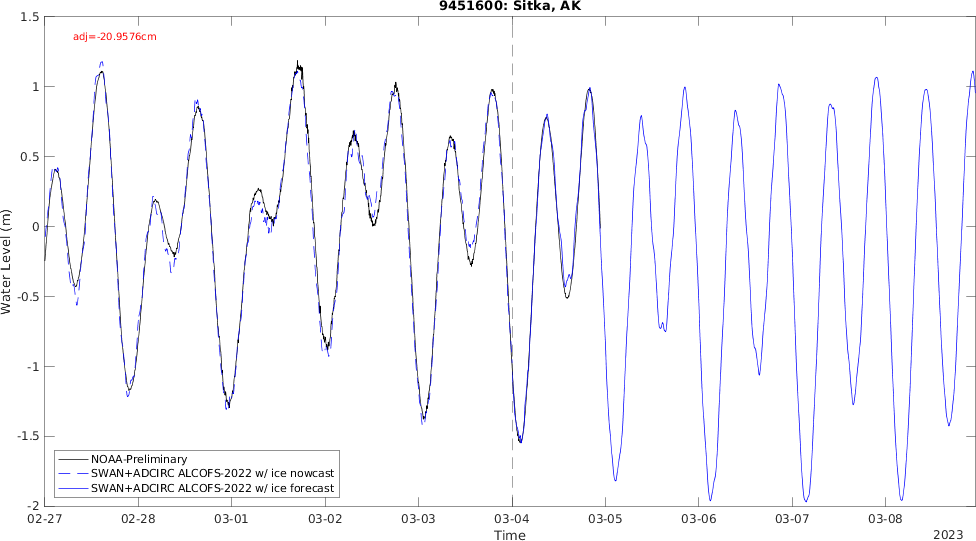 9451600: Sitka, AK
adj=-20.9576cm
Water Level (m)
1.5
1
0.5
0
-0.5
-1
-1.5
-2
NOAA-Preliminary
SWAN+ADCIRC ALCOFS-2022 w/ ice nowcast
SWAN+ADCIRC ALCOFS-2022 w/ ice forecast
02-27 02-28 03-01 03-02 03-03 03-04 03-05 03-06 03-07 03-08
Time
2023